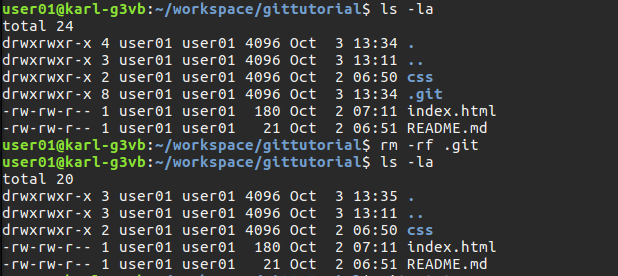 user01@karl-g3vb:~/workspace/gittutorial$ ls -la
total 24
drwxrwxr-x 4 user01 user01 4096 Oct  3 13:34 .
drwxrwxr-x 3 user01 user01 4096 Oct  3 13:11 ..
drwxrwxr-x 2 user01 user01 4096 Oct  2 06:50 css
drwxrwxr-x 8 user01 user01 4096 Oct  3 13:34 .git
-rw-rw-r-- 1 user01 user01  180 Oct  2 07:11 index.html
-rw-rw-r-- 1 user01 user01   21 Oct  2 06:51 README.md
user01@karl-g3vb:~/workspace/gittutorial$ rm -rf .git
user01@karl-g3vb:~/workspace/gittutorial$ ls -la
total 20
drwxrwxr-x 3 user01 user01 4096 Oct  3 13:35 .
drwxrwxr-x 3 user01 user01 4096 Oct  3 13:11 ..
drwxrwxr-x 2 user01 user01 4096 Oct  2 06:50 css
-rw-rw-r-- 1 user01 user01  180 Oct  2 07:11 index.html
-rw-rw-r-- 1 user01 user01   21 Oct  2 06:51 README.md